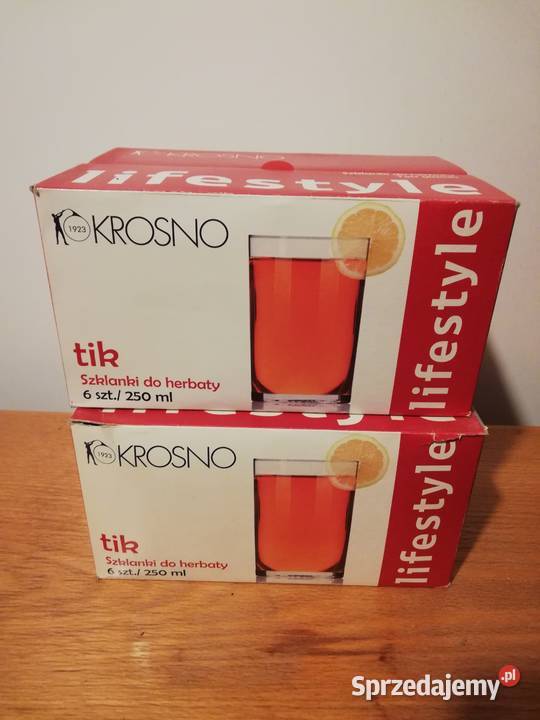 KROSNO
lifestyle
1923 KROSNO
tik
Szklanki do herbaty
6 szt./ 250 ml
lifestyle
lifestyle
1923 KROSNO
tik
Szklanki do herbaty
6 szt./ 250 ml
lifestyle
Sprzedajemy.pl